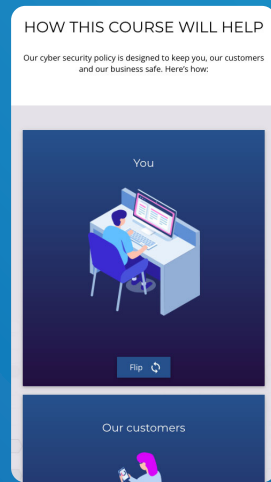 HOW THIS COURSE WILL HELP
Our cyber security policy is designed to keep you, our customers
and our business safe. Here's how:
You
Flip
Our customers